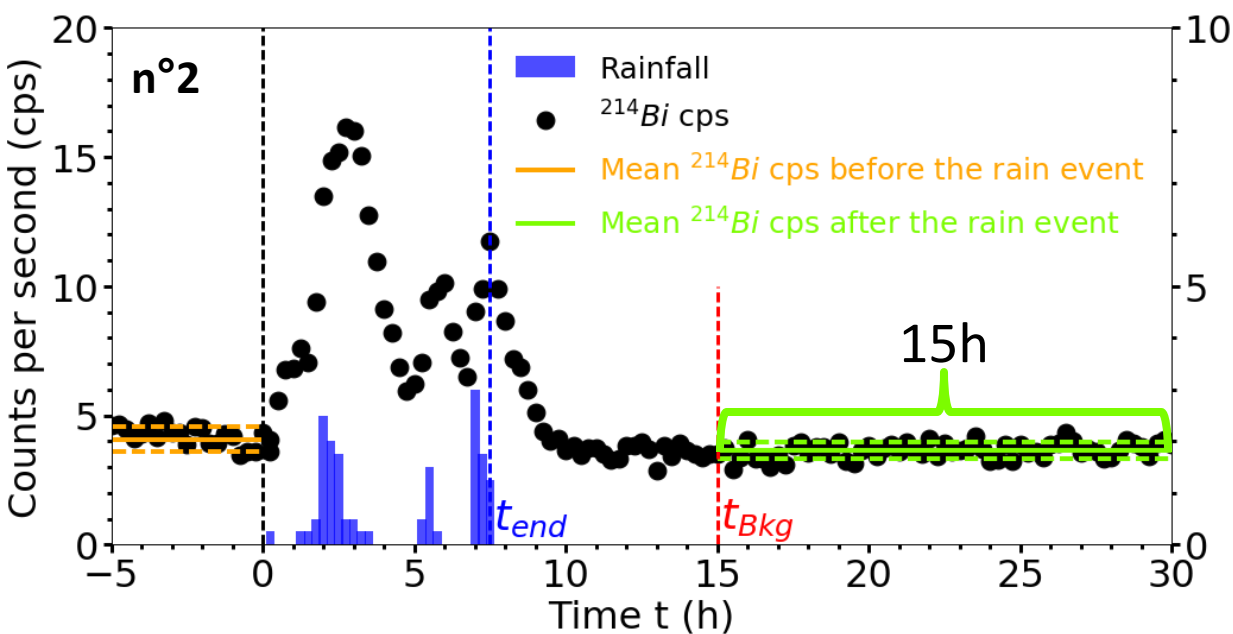 n°2
Rainfall
²¹⁴Bi cps
Mean ²¹⁴Bi cps before the rain event
Mean ²¹⁴Bi cps after the rain event
15h
t_end
t_Bkg
Counts per second (cps)
20
15
10
5
0
10
5
0
−5 0 5 10 15 20 25 30
Time t (h)